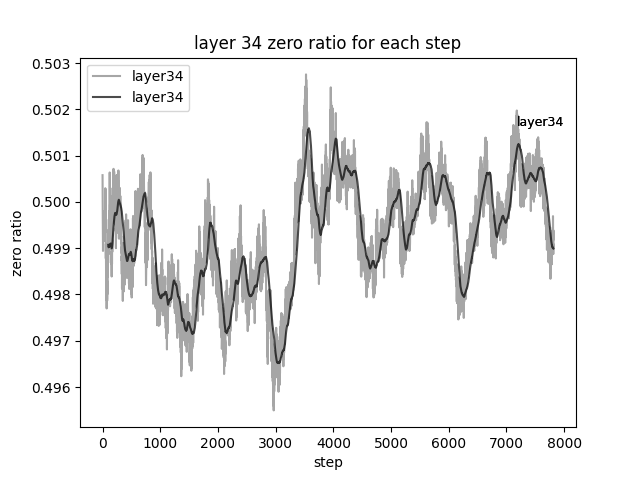 layer 34 zero ratio for each step
layer34
layer34
layer34
zero ratio
0.503
0.502
0.501
0.500
0.499
0.498
0.497
0.496
0
1000
2000
3000
4000
5000
6000
7000
8000
step